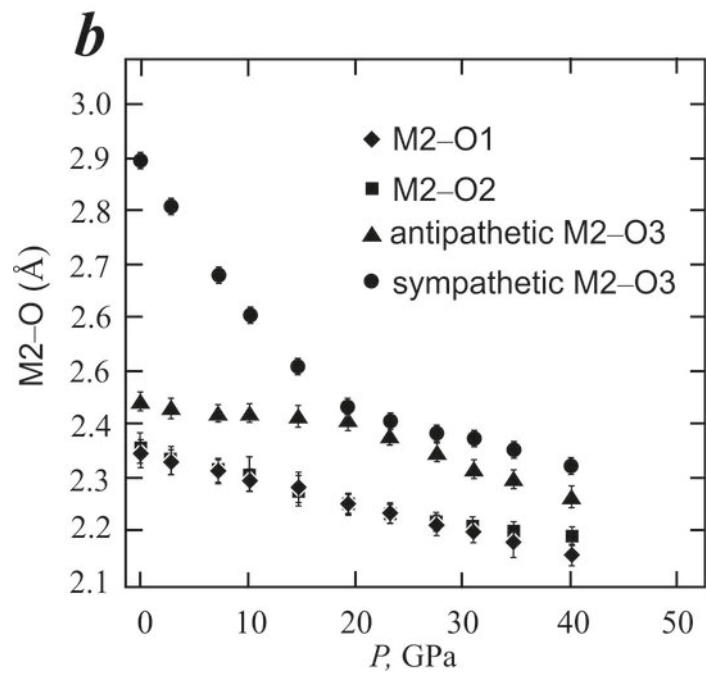 b
3.0
2.9
2.8
2.7
2.6
2.6
2.4
2.3
2.2
2.1
M2–O (Å)
M2–O1
M2–O2
antipathetic M2–O3
sympathetic M2–O3
0
10
20
30
40
50
P, GPa